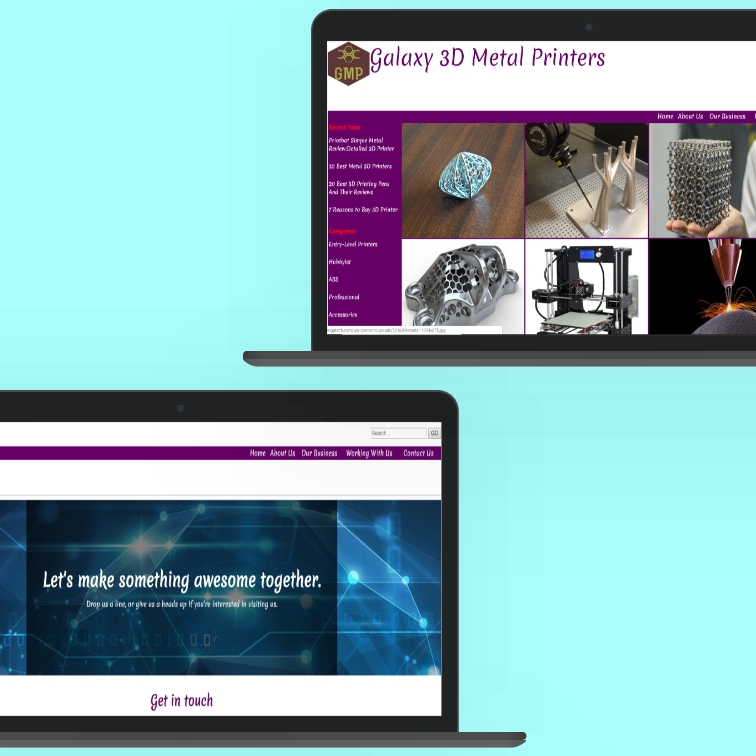 GMP
Galaxy 3D Metal Printers
Home About Us Our Business
Recent Posts
Printbot Simple Metal
Review:Detailed 3D Printer
10 Best Metal 3D Printers
20 Best 3D Printing Pens
And Their Reviews
7 Reasons to Buy 3D Printer
Categories
Entry-Level Printers
Hobbyist
ABS
Professional
Accessories
Search...
GO
Home About Us Our Business Working With Us Contact Us
Let's make something awesome together.
Drop us a line, or give us a heads up if you're interested in visiting us.
Get in touch